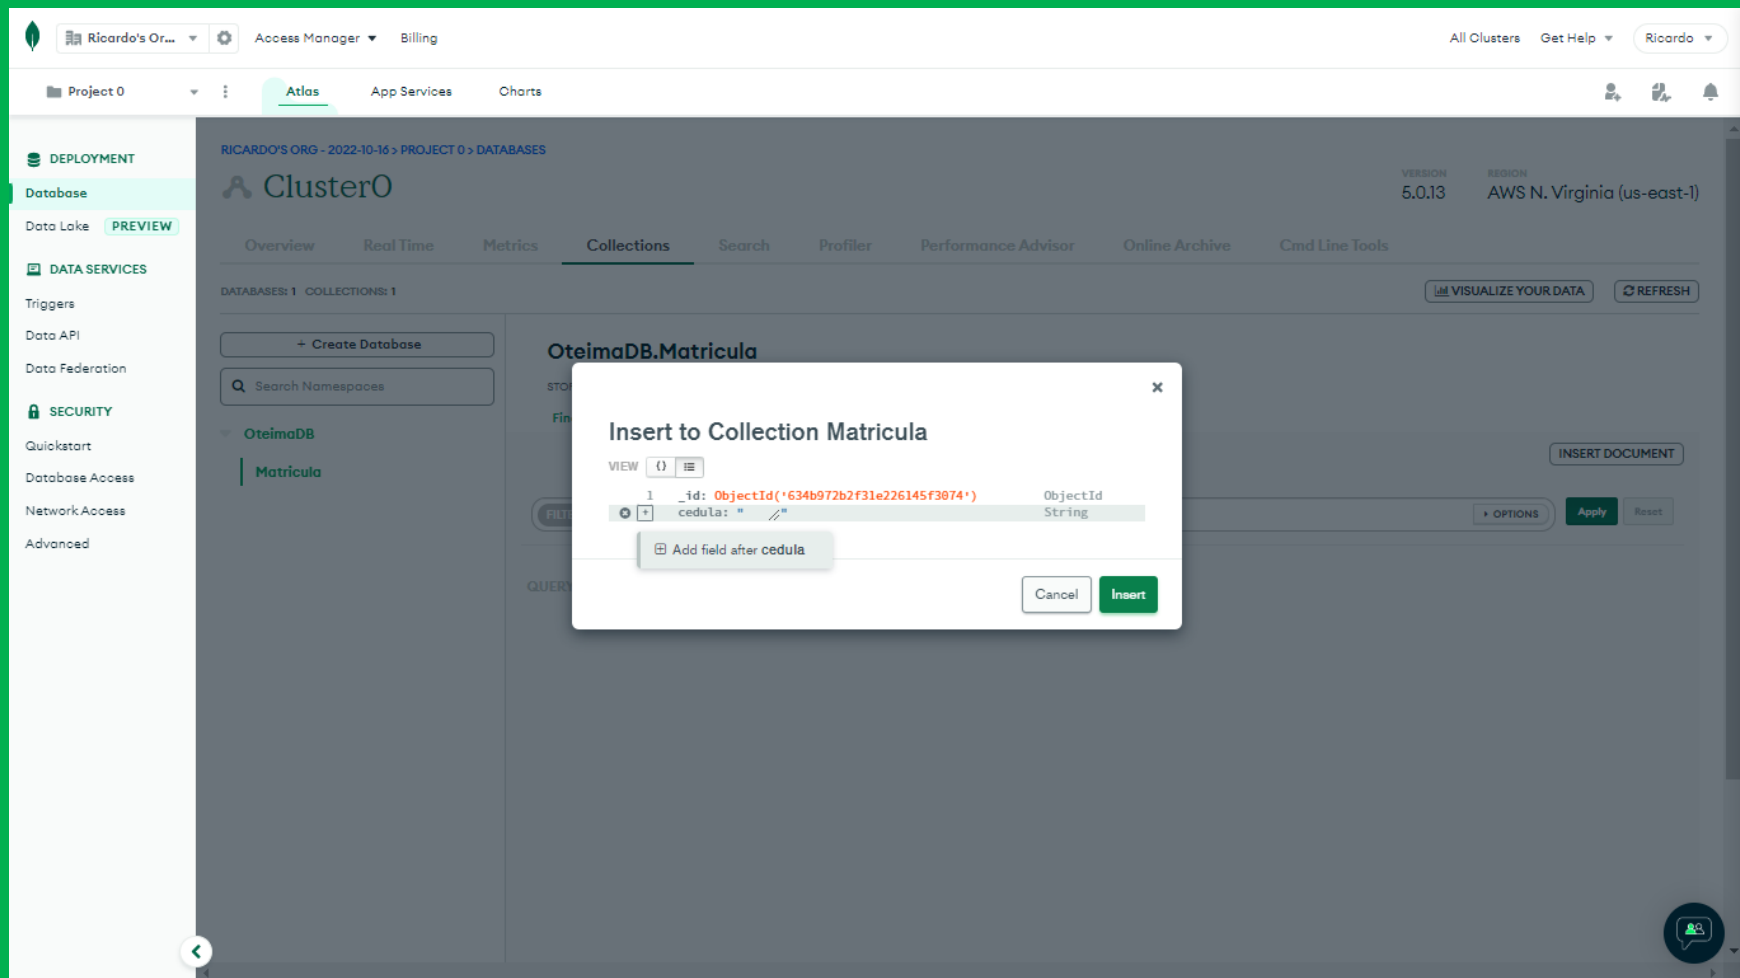 Ricardo's Or...
Access Manager
Billing
All Clusters
Get Help
Ricardo
Project 0
Atlas
App Services
Charts
DEPLOYMENT
Database
Data Lake PREVIEW
DATA SERVICES
Triggers
Data API
Data Federation
SECURITY
Quickstart
Database Access
Network Access
Advanced
RICARDO'S ORG - 2022-10-16 > PROJECT 0 > DATABASES
Cluster0
VERSION
5.0.13
REGION
AWS N. Virginia (us-east-1)
Overview
Real Time
Metrics
Collections
Search
Profiler
Performance Advisor
Online Archive
Cmd Line Tools
DATABASES: 1 COLLECTIONS: 1
VISUALIZE YOUR DATA
REFRESH
+ Create Database
Search Namespaces
OteimaDB
Matricula
OteimaDB.Matricula
STO
Fin
INSERT DOCUMENT
FILT
OPTIONS
Apply
Reset
QUERY
×
Insert to Collection Matricula
VIEW {}
1 _id: ObjectId('634b972b2f31e226145f3074') ObjectId
+ cedula: " " String
Add field after cedula
Cancel
Insert